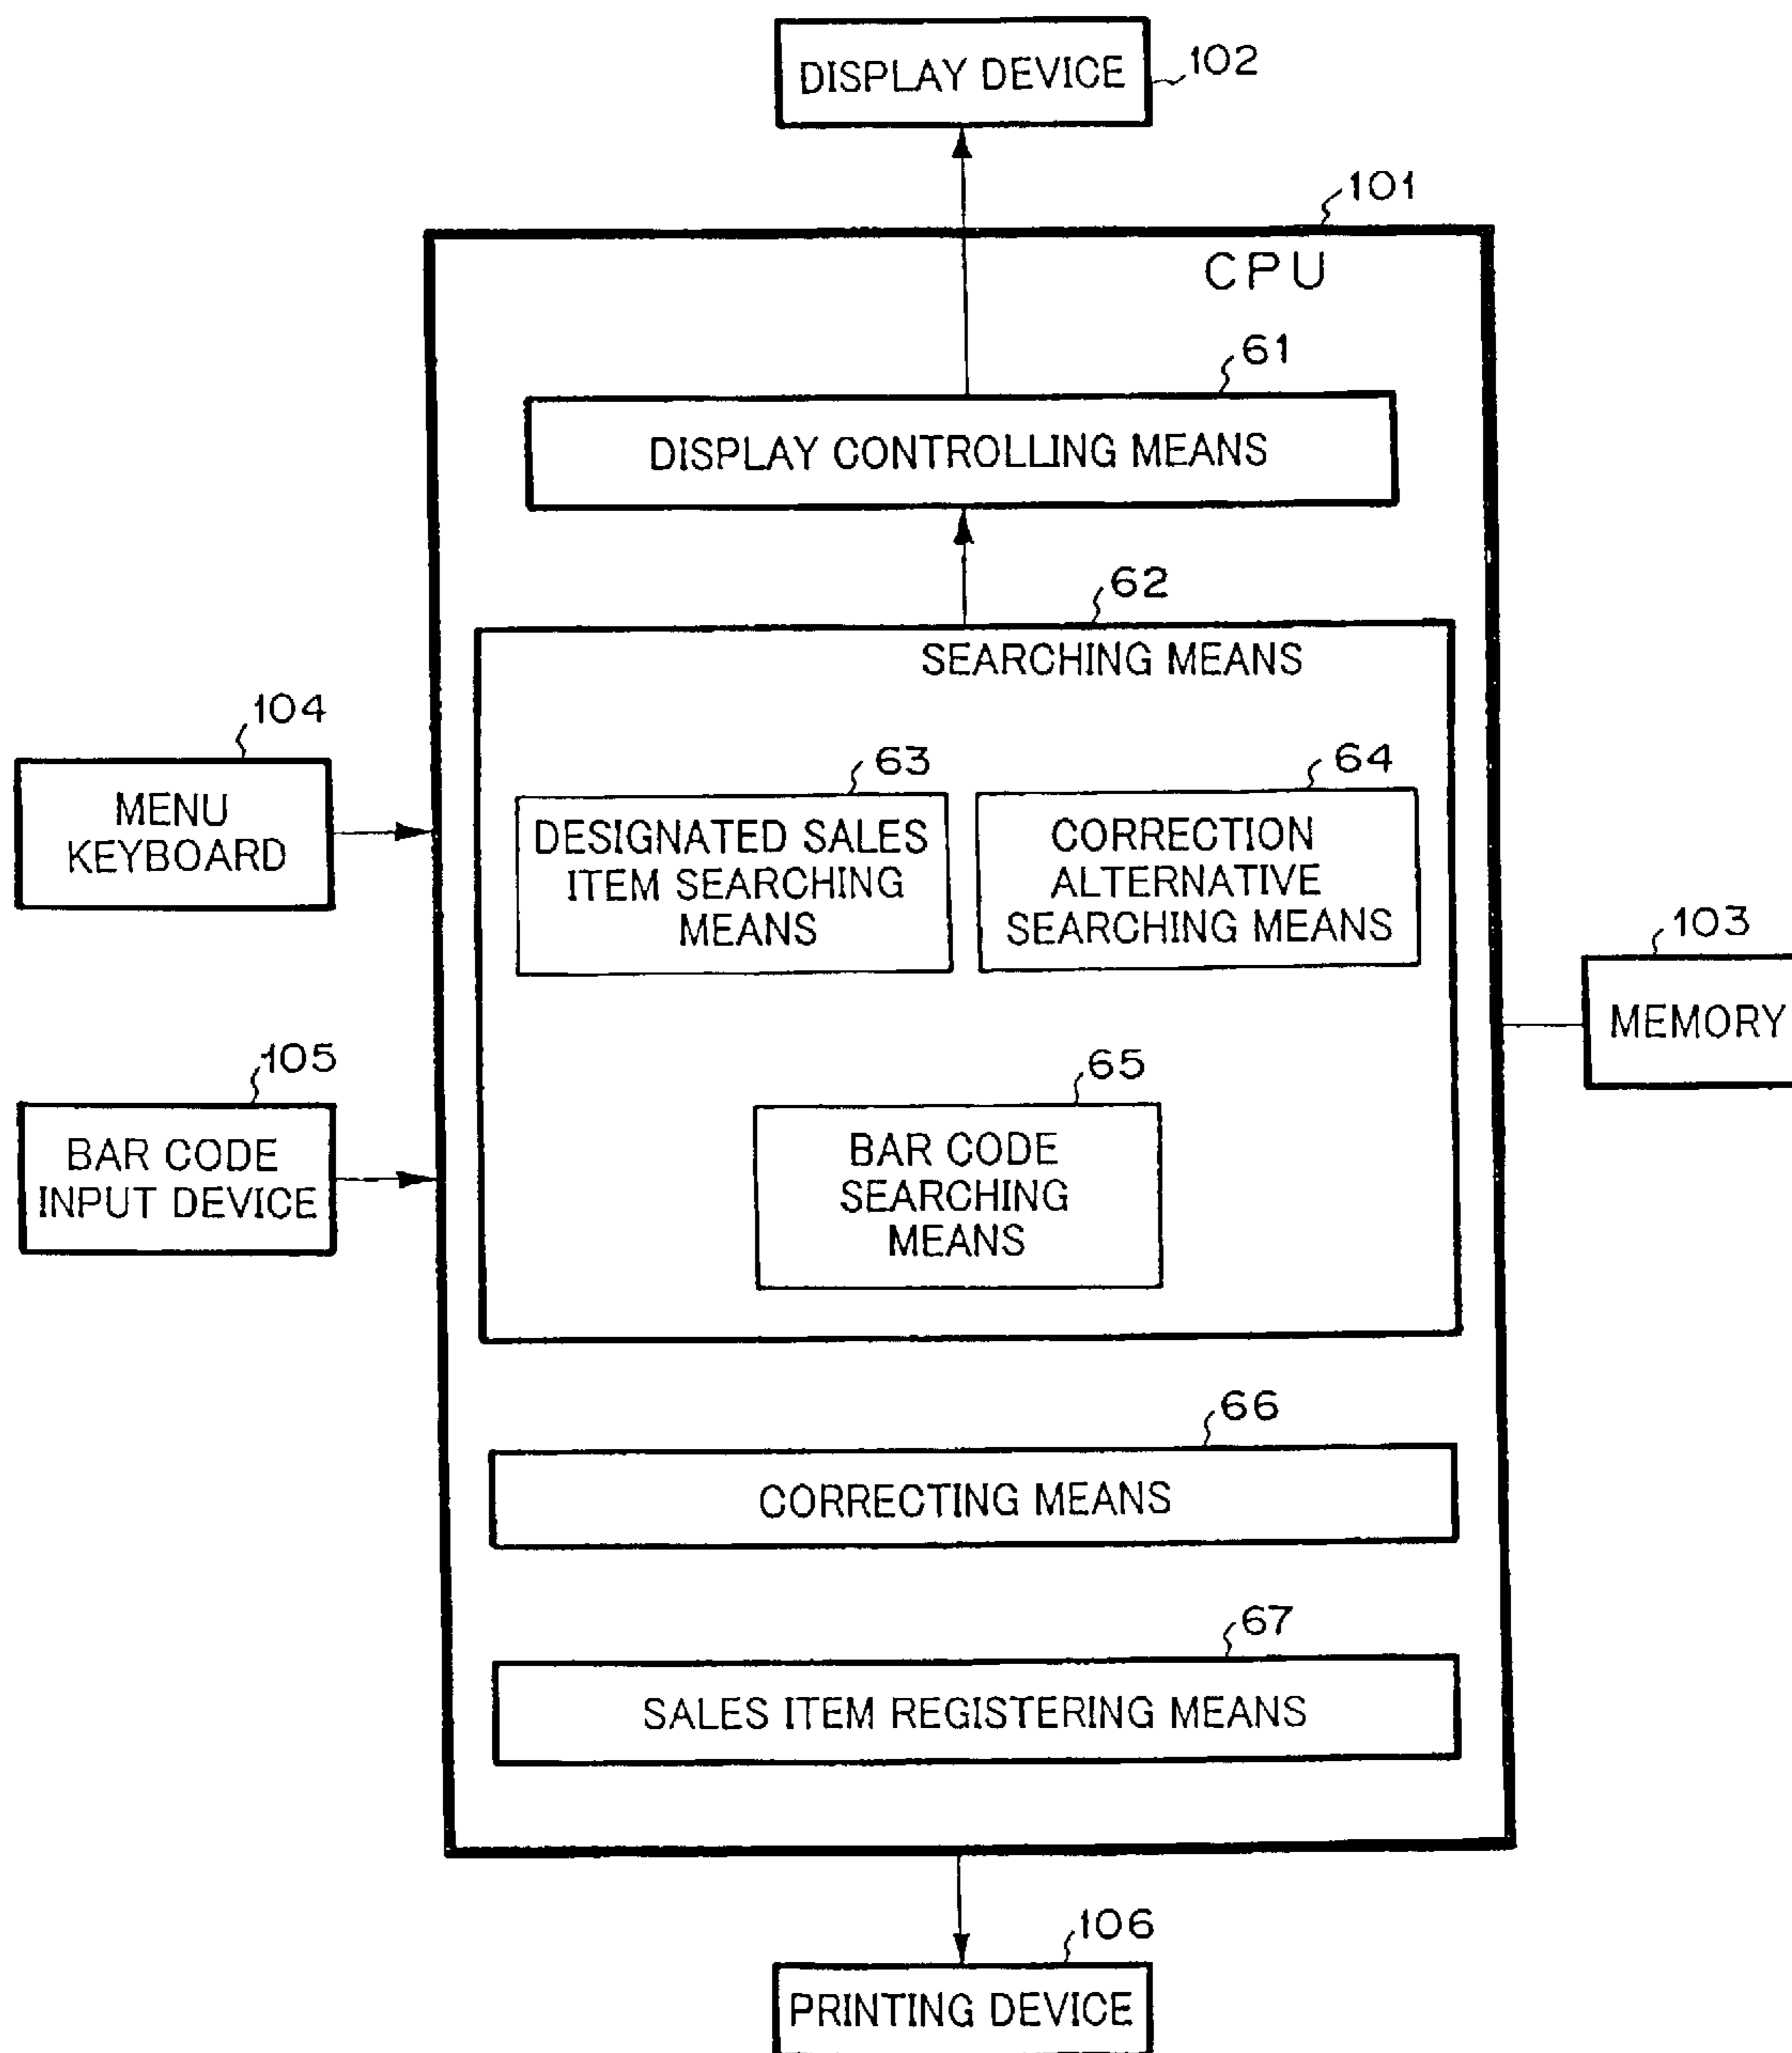 DISPLAY DEVICE
102
101
CPU
61
DISPLAY CONTROLLING MEANS
62
SEARCHING MEANS
104
MENU
KEYBOARD
63
DESIGNATED SALES
ITEM SEARCHING
MEANS
64
CORRECTION
ALTERNATIVE
SEARCHING MEANS
103
MEMORY
105
BAR CODE
INPUT DEVICE
65
BAR CODE
SEARCHING
MEANS
66
CORRECTING MEANS
67
SALES ITEM REGISTERING MEANS
106
PRINTING DEVICE